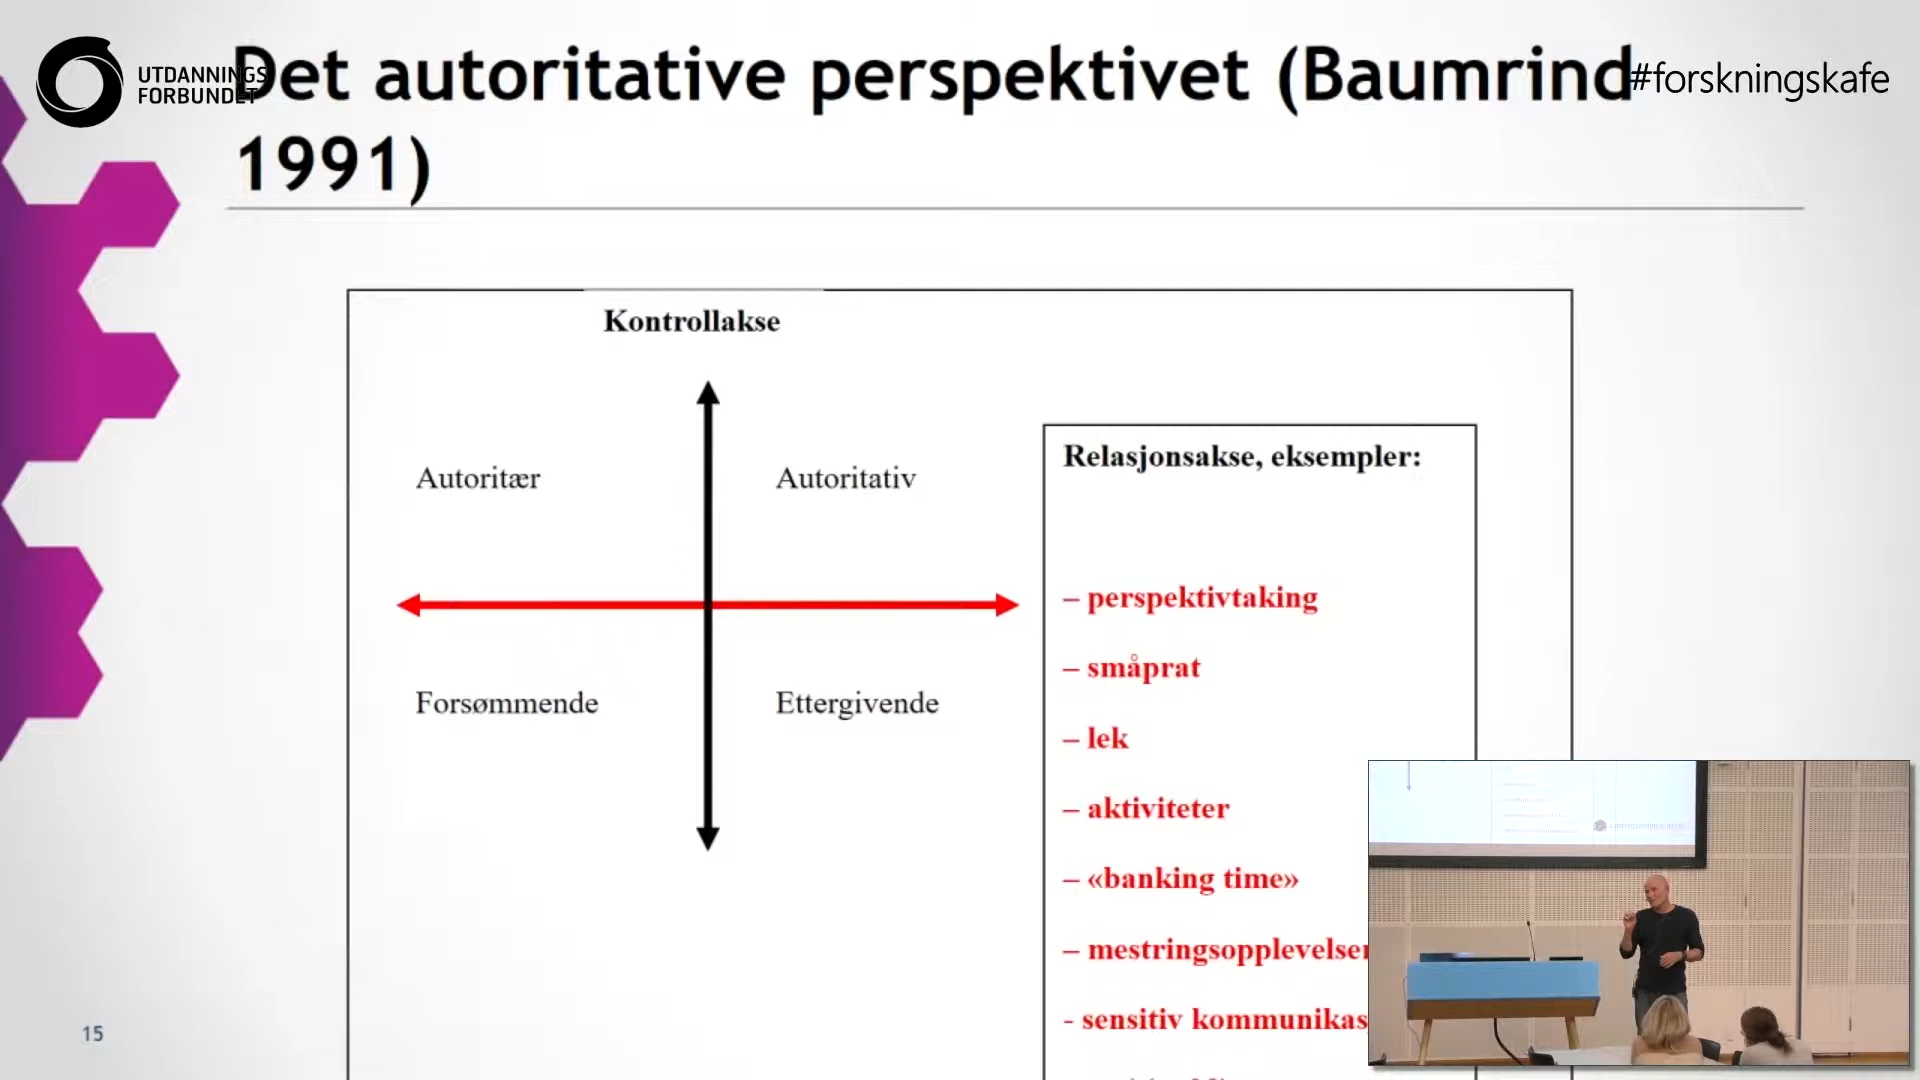 UTDANNINGS
FORBUNDET
Det autoritative perspektivet (Baumrind
1991)
#forskningskafe
Kontrollakse
Autoritær
Autoritativ
Forsømmende
Ettergivende
Relasjonsakse, eksempler:
– perspektivtaking
– småprat
– lek
– aktiviteter
– «banking time»
– mestringsopplevelser
- sensitiv kommunikas
15